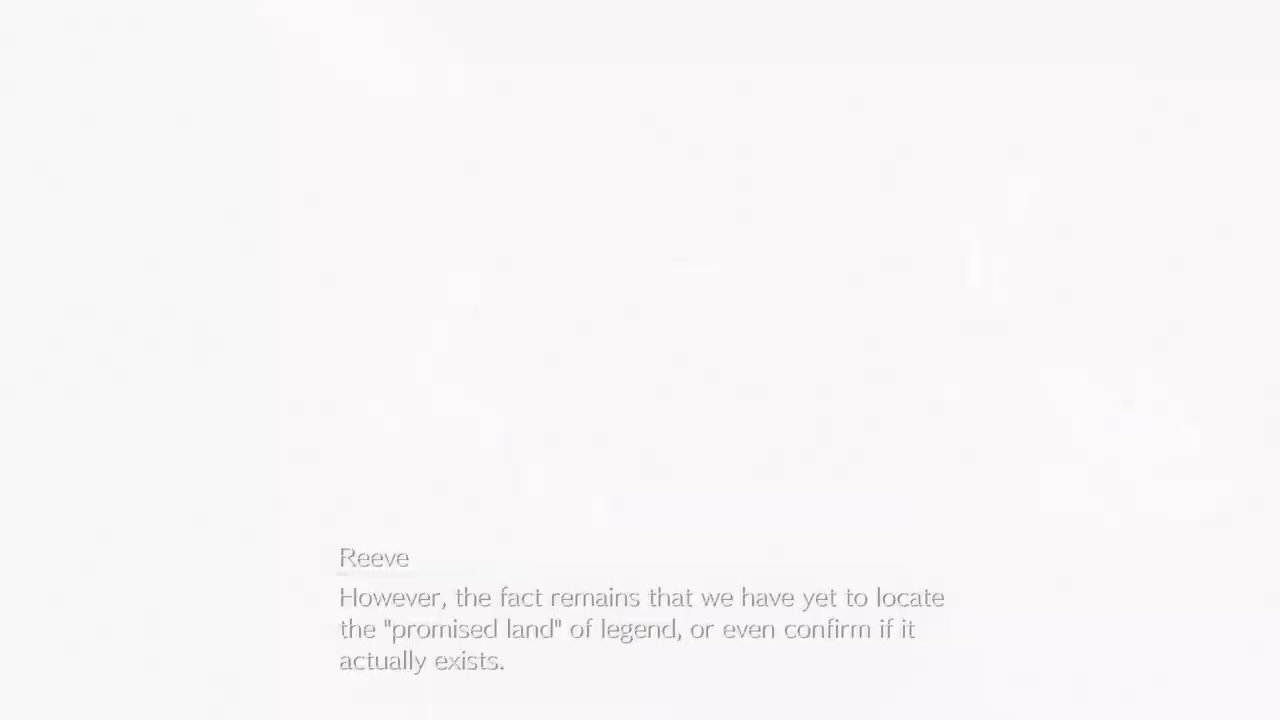 Reeve
However, the fact remains that we have yet to locate
the "promised land" of legend, or even confirm if it
actually exists.